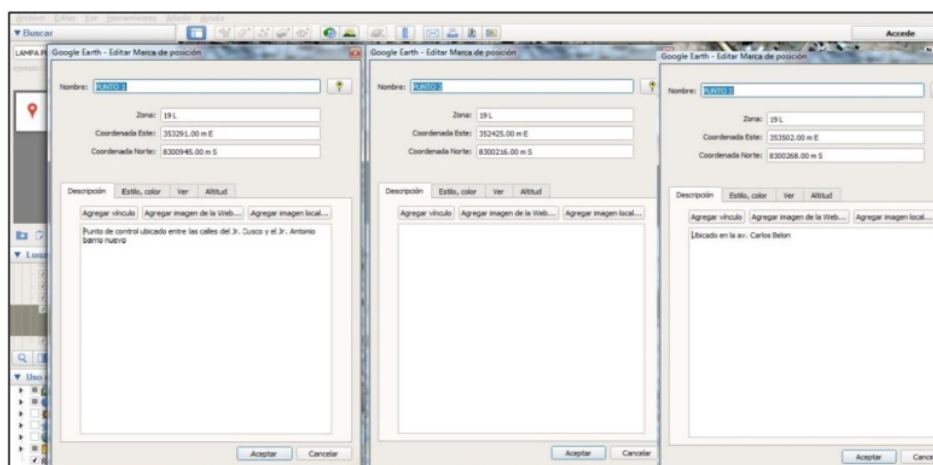 Archivo Editar Ver Herramientas Añadir Ayuda
▼ Buscar
Accede
LAMPA P
Google Earth - Editar Marca de posición
Nombre: PUNTO 1
Zona: 19 L
Coordenada Este: 353291.00 m E
Coordenada Norte: 8300945.00 m S
Descripción Estilo, color Ver Altitud
Agregar vínculo Agregar imagen de la Web... Agregar imagen local...
Punto de control ubicado entre las calles del Jr. Cusco y el Jr. Antonio
barrio nuevo
Aceptar Cancelar
Google Earth - Editar Marca de posición
Nombre: PUNTO 2
Zona: 19 L
Coordenada Este: 352425.00 m E
Coordenada Norte: 8300216.00 m S
Descripción Estilo, color Ver Altitud
Agregar vínculo Agregar imagen de la Web... Agregar imagen local...
Aceptar Cancelar
Google Earth - Editar Marca de posición
Nombre: PUNTO 3
Zona: 19 L
Coordenada Este: 353502.00 m E
Coordenada Norte: 8300268.00 m S
Descripción Estilo, color Ver Altitud
Agregar vínculo Agregar imagen de la Web... Agregar imagen local...
Ubicado en la av. Carlos Belon
Aceptar Cance
▼ Luga
▼ Uso